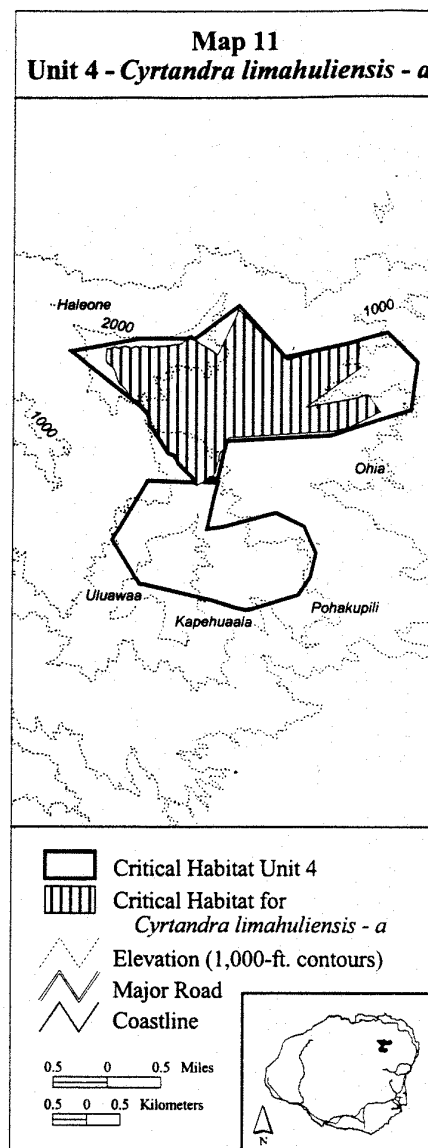 Map 11
Unit 4 - Cyrtandra limahuliensis - a
Haleone
2000
1000
1000
Ohia
Uluawaa
Kapehuaala
Pohakupili
Critical Habitat Unit 4
Critical Habitat for
Cyrtandra limahuliensis - a
Elevation (1,000-ft. contours)
Major Road
Coastline
0.5 0 0.5 Miles
0.5 0 0.5 Kilometers
N